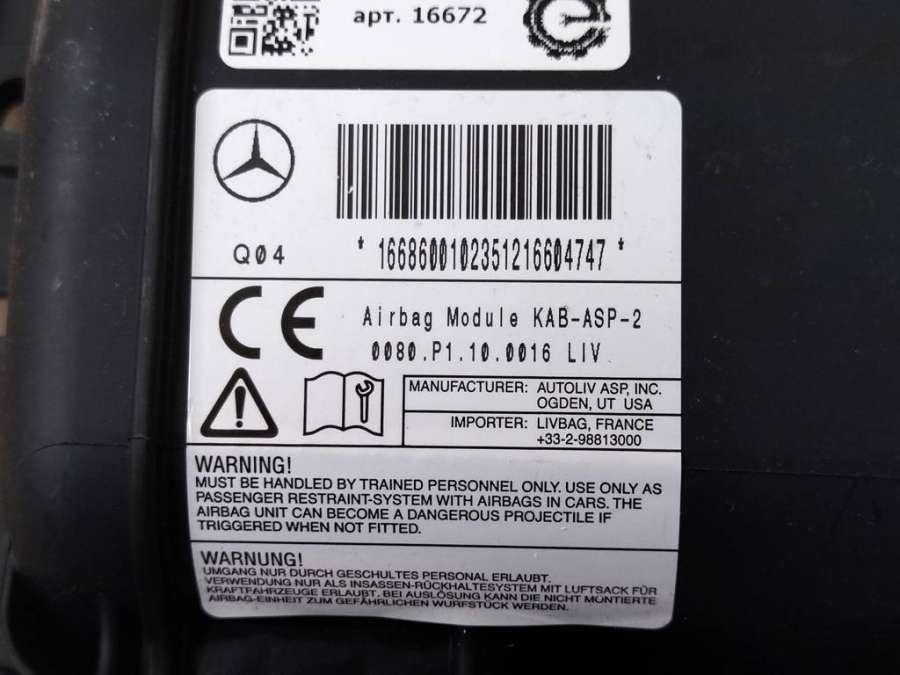 арт. 16672
Q04
*1668600102351216604747*
CE
Airbag Module KAB-ASP-2
0080.P1.10.0016 LIV
MANUFACTURER: AUTOLIV ASP, INC.
OGDEN, UT USA
IMPORTER: LIVBAG, FRANCE
+33-2-98813000
WARNING!
MUST BE HANDLED BY TRAINED PERSONNEL ONLY. USE ONLY AS
PASSENGER RESTRAINT-SYSTEM WITH AIRBAGS IN CARS. THE
AIRBAG UNIT CAN BECOME A DANGEROUS PROJECTILE IF
TRIGGERED WHEN NOT FITTED.
WARNUNG!
UMGANG NUR DURCH GESCHULTES PERSONAL ERLAUBT.
VERWENDUNG NUR ALS INSASSEN-RÜCKHALTESYSTEM MIT LUFTSACK FÜR
KRAFTFAHRZEUGE ERLAUBT. BEI AUSLÖSUNG KANN DIE NICHT MONTIERTE
AIRBAG-EINHEIT ZUM GEFÄHRLICHEN WURFSTÜCK WERDEN.